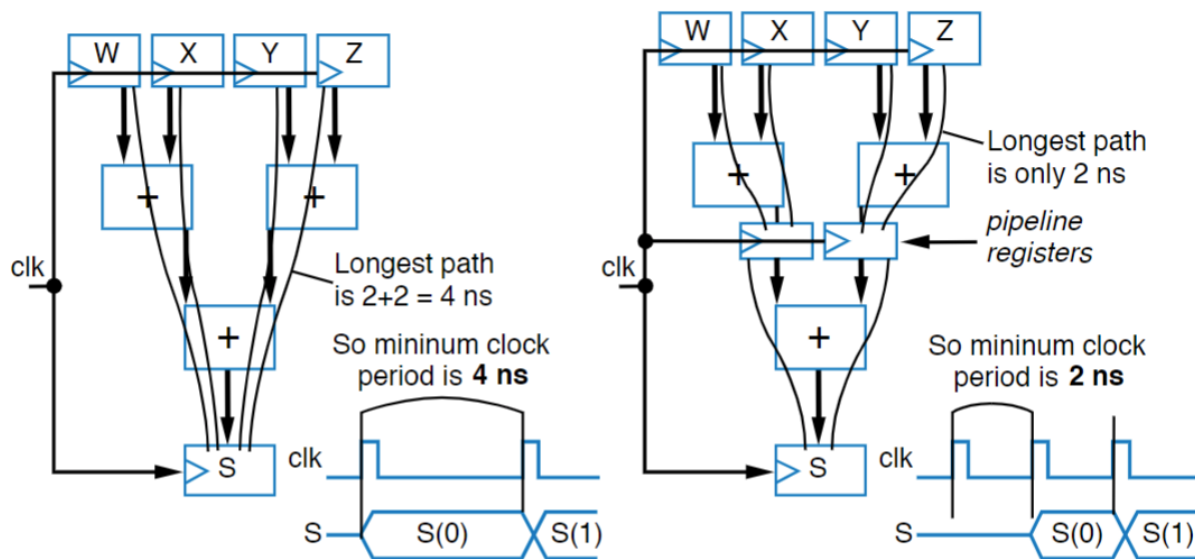 W X Y Z
+ +
clk
Longest path
is 2+2 = 4 ns
+
So mininum clock
period is 4 ns
S
clk
S S(0) S(1)
W X Y Z
Longest path
is only 2 ns
+ +
pipeline
registers
clk
+
So mininum clock
period is 2 ns
S
clk
S S(0) S(1)